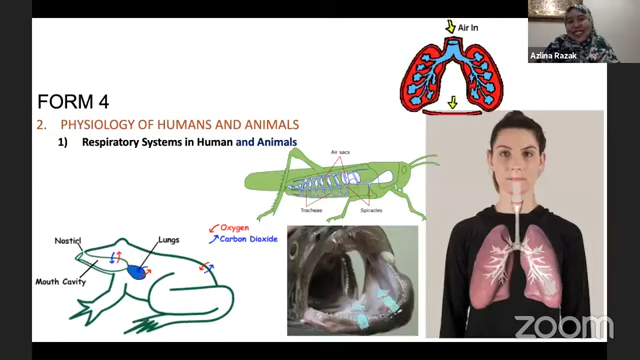 Air In
Azlina Razak
FORM 4
2. PHYSIOLOGY OF HUMANS AND ANIMALS
1) Respiratory Systems in Human and Animals
Air sacs
Tracheae
Spiracles
Oxygen
Carbon Dioxide
Nosticl
Lungs
Mouth Cavity
zoom